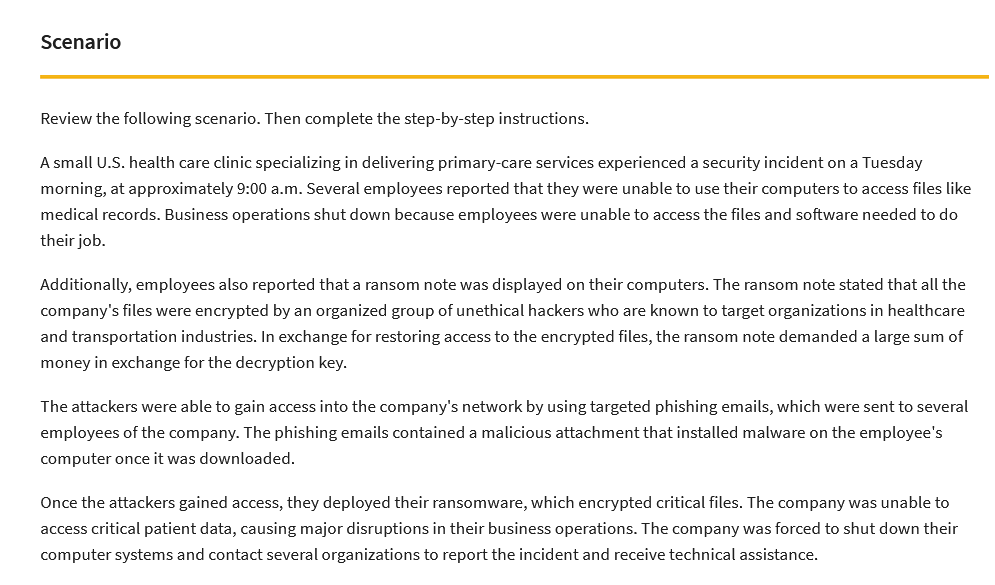 Scenario
Review the following scenario. Then complete the step-by-step instructions.
A small U.S. health care clinic specializing in delivering primary-care services experienced a security incident on a Tuesday
morning, at approximately 9:00 a.m. Several employees reported that they were unable to use their computers to access files like
medical records. Business operations shut down because employees were unable to access the files and software needed to do
their job.
Additionally, employees also reported that a ransom note was displayed on their computers. The ransom note stated that all the
company's files were encrypted by an organized group of unethical hackers who are known to target organizations in healthcare
and transportation industries. In exchange for restoring access to the encrypted files, the ransom note demanded a large sum of
money in exchange for the decryption key.
The attackers were able to gain access into the company's network by using targeted phishing emails, which were sent to several
employees of the company. The phishing emails contained a malicious attachment that installed malware on the employee's
computer once it was downloaded.
Once the attackers gained access, they deployed their ransomware, which encrypted critical files. The company was unable to
access critical patient data, causing major disruptions in their business operations. The company was forced to shut down their
computer systems and contact several organizations to report the incident and receive technical assistance.